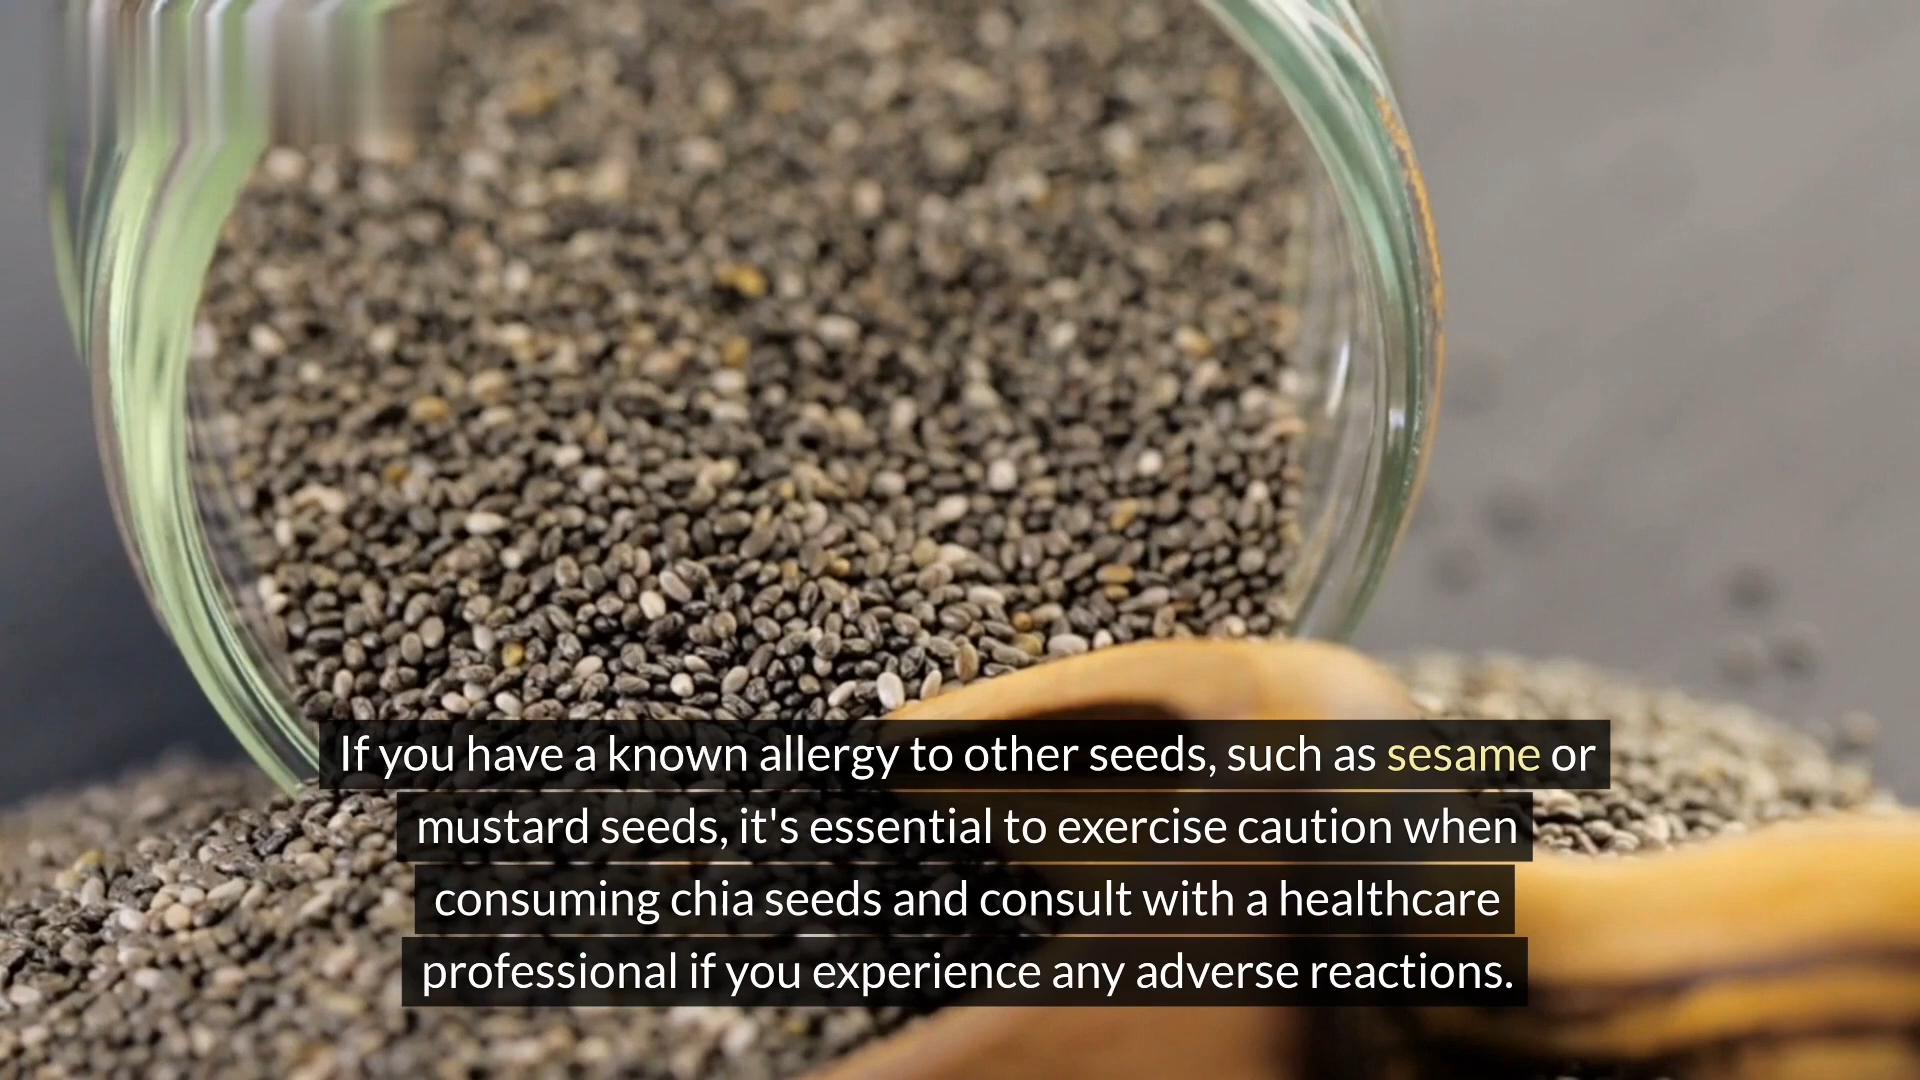 If you have a known allergy to other seeds, such as sesame or
mustard seeds, it's essential to exercise caution when
consuming chia seeds and consult with a healthcare
professional if you experience any adverse reactions.